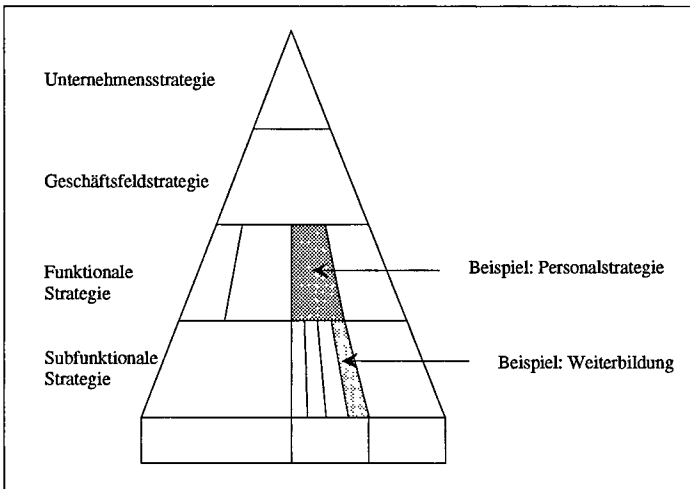 Unternehmensstrategie
Geschäftsfeldstrategie
Funktionale
Strategie
Beispiel: Personalstrategie
Subfunktionale
Strategie
Beispiel: Weiterbildung